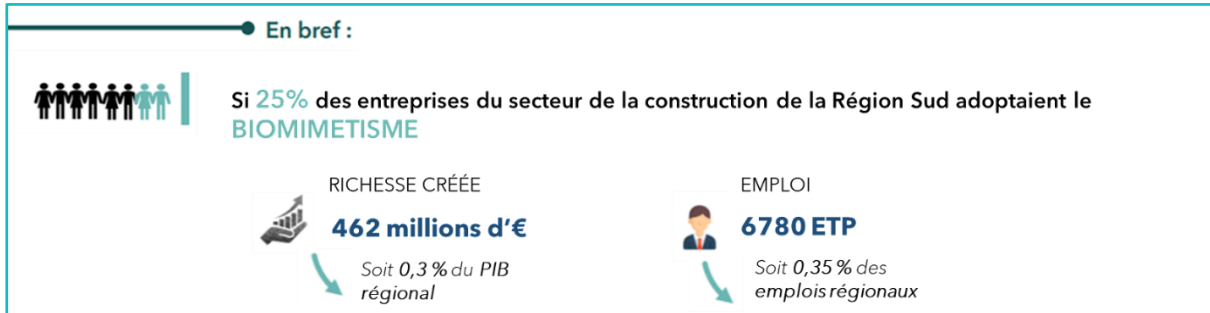 En bref :
Si 25% des entreprises du secteur de la construction de la Région Sud adoptaient le
BIOMIMETISME
RICHESSE CRÉÉE
462 millions d'€
Soit 0,3 % du PIB
régional
EMPLOI
6780 ETP
Soit 0,35 % des
emplois régionaux